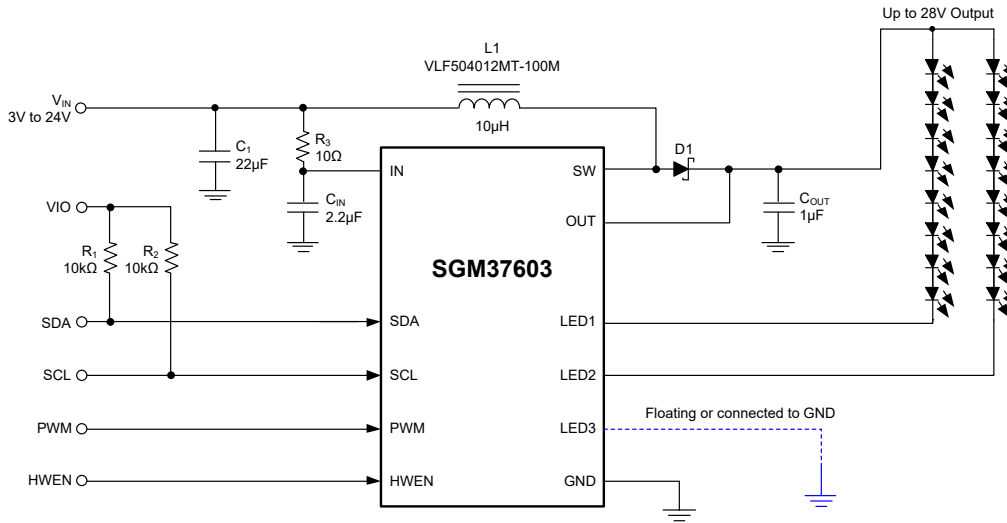 Up to 28V Output
L1
VLF504012MT-100M
10μH
VIN
3V to 24V
C1
22μF
R3
10Ω
CIN
2.2μF
IN
SW
D1
OUT
COUT
1μF
VIO
R1
10kΩ
R2
10kΩ
SGM37603
SDA
SDA
LED1
SCL
SCL
LED2
PWM
PWM
LED3
Floating or connected to GND
HWEN
HWEN
GND